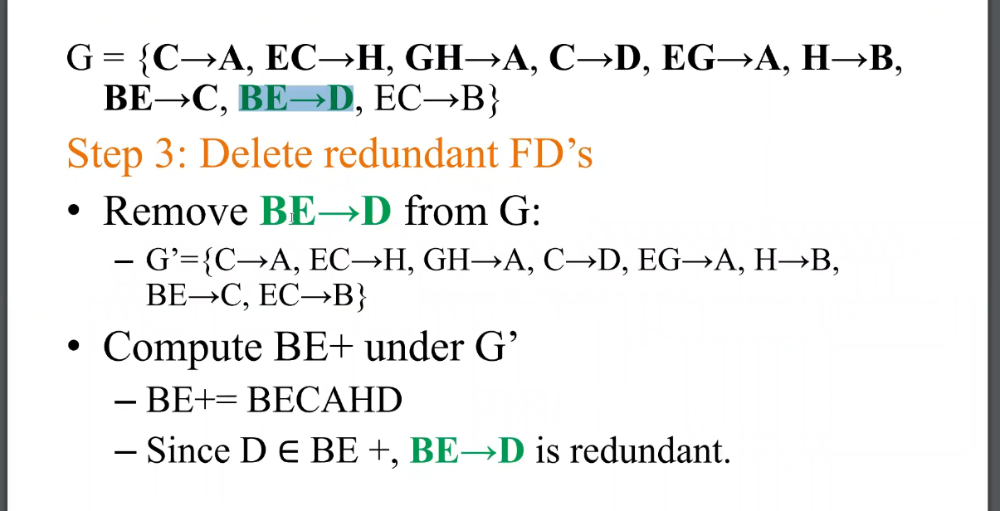 G = {C→A, EC→H, GH→A, C→D, EG→A, H→B,
BE→C, BE→D, EC→B}
Step 3: Delete redundant FD’s
• Remove BE→D from G:
– G’={C→A, EC→H, GH→A, C→D, EG→A, H→B,
BE→C, EC→B}
• Compute BE+ under G’
– BE+= BECAHD
– Since D ∈ BE +, BE→D is redundant.